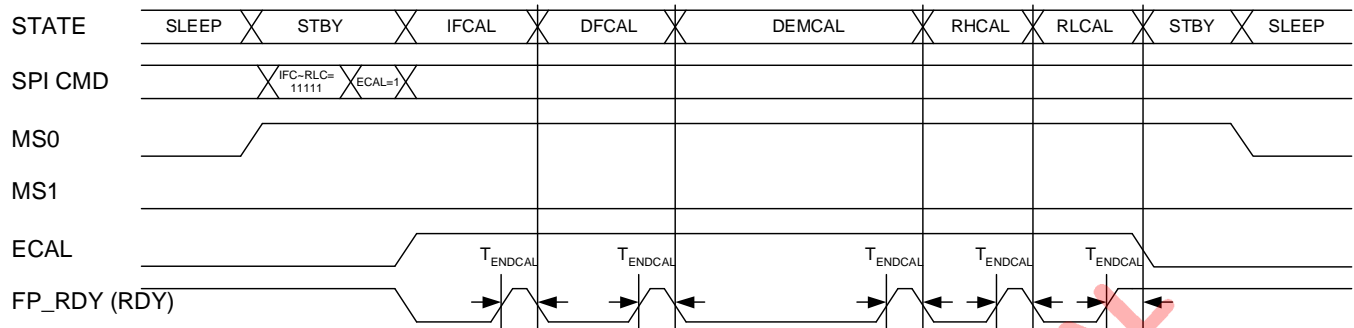 STATE SLEEP STBY IFCAL DFCAL DEMCAL RHCAL RLCAL STBY SLEEP
SPI CMD IFC~RLC= ECAL=1
11111
MS0
MS1
ECAL TENDCAL TENDCAL TENDCAL TENDCAL TENDCAL
FP_RDY (RDY)